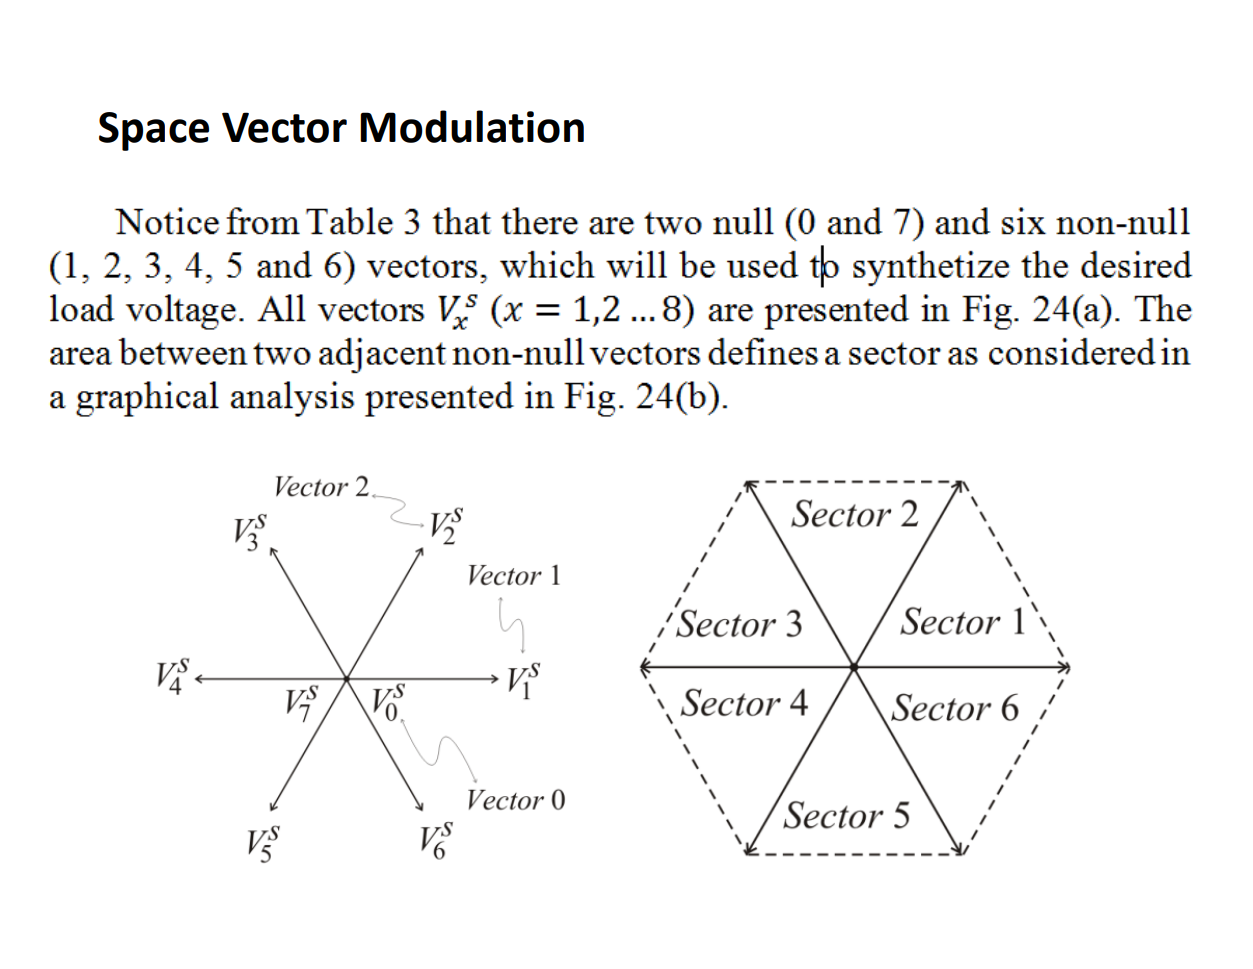 Space Vector Modulation
Notice from Table 3 that there are two null (0 and 7) and six non-null
(1, 2, 3, 4, 5 and 6) vectors, which will be used to synthetize the desired
load voltage. All vectors Vₓˢ (x = 1,2 ... 8) are presented in Fig. 24(a). The
area between two adjacent non-null vectors defines a sector as considered in
a graphical analysis presented in Fig. 24(b).
Vector 2
V₃ˢ
V₂ˢ
Vector 1
V₄ˢ
V₁ˢ
V₇ˢ
V₀ˢ
Vector 0
V₅ˢ
V₆ˢ
Sector 2
Sector 3
Sector 1
Sector 4
Sector 6
Sector 5